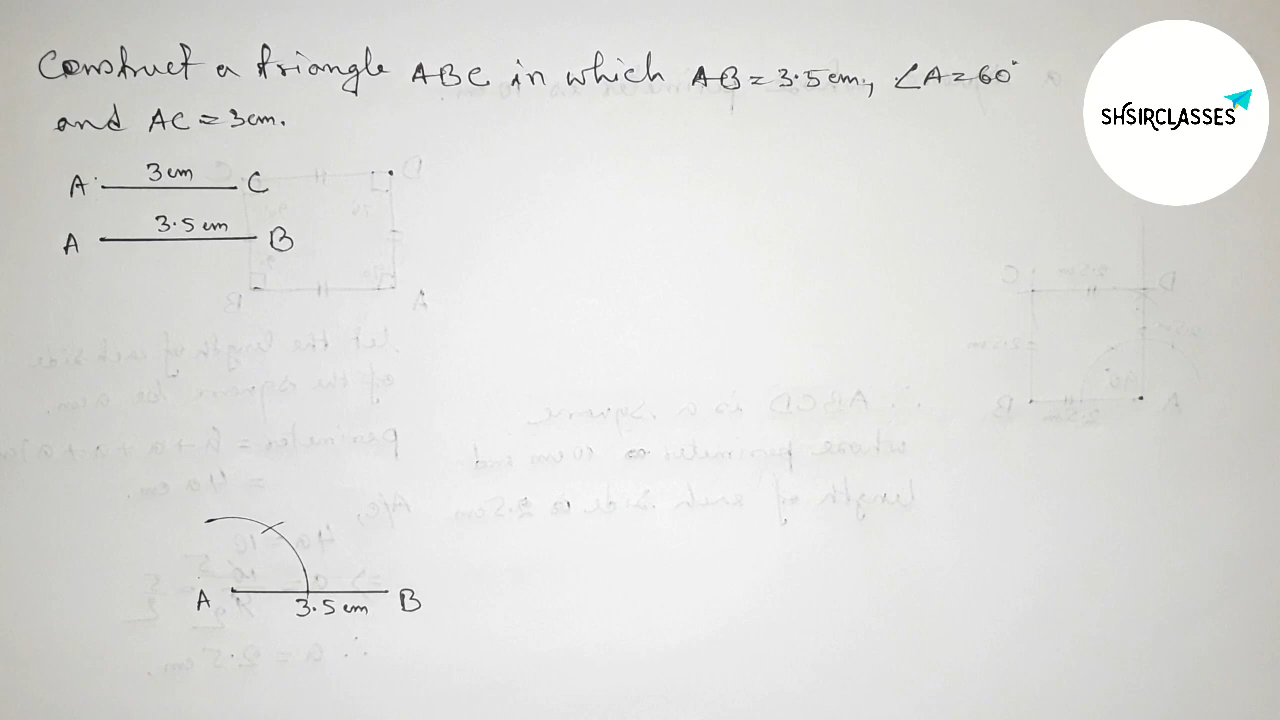 Construct a triangle ABC in which AB = 3.5 cm, ∠A = 60°
and AC = 3cm.
SHSIRCLASSES
A 3 cm C
A 3.5 cm B
A 3.5 cm B